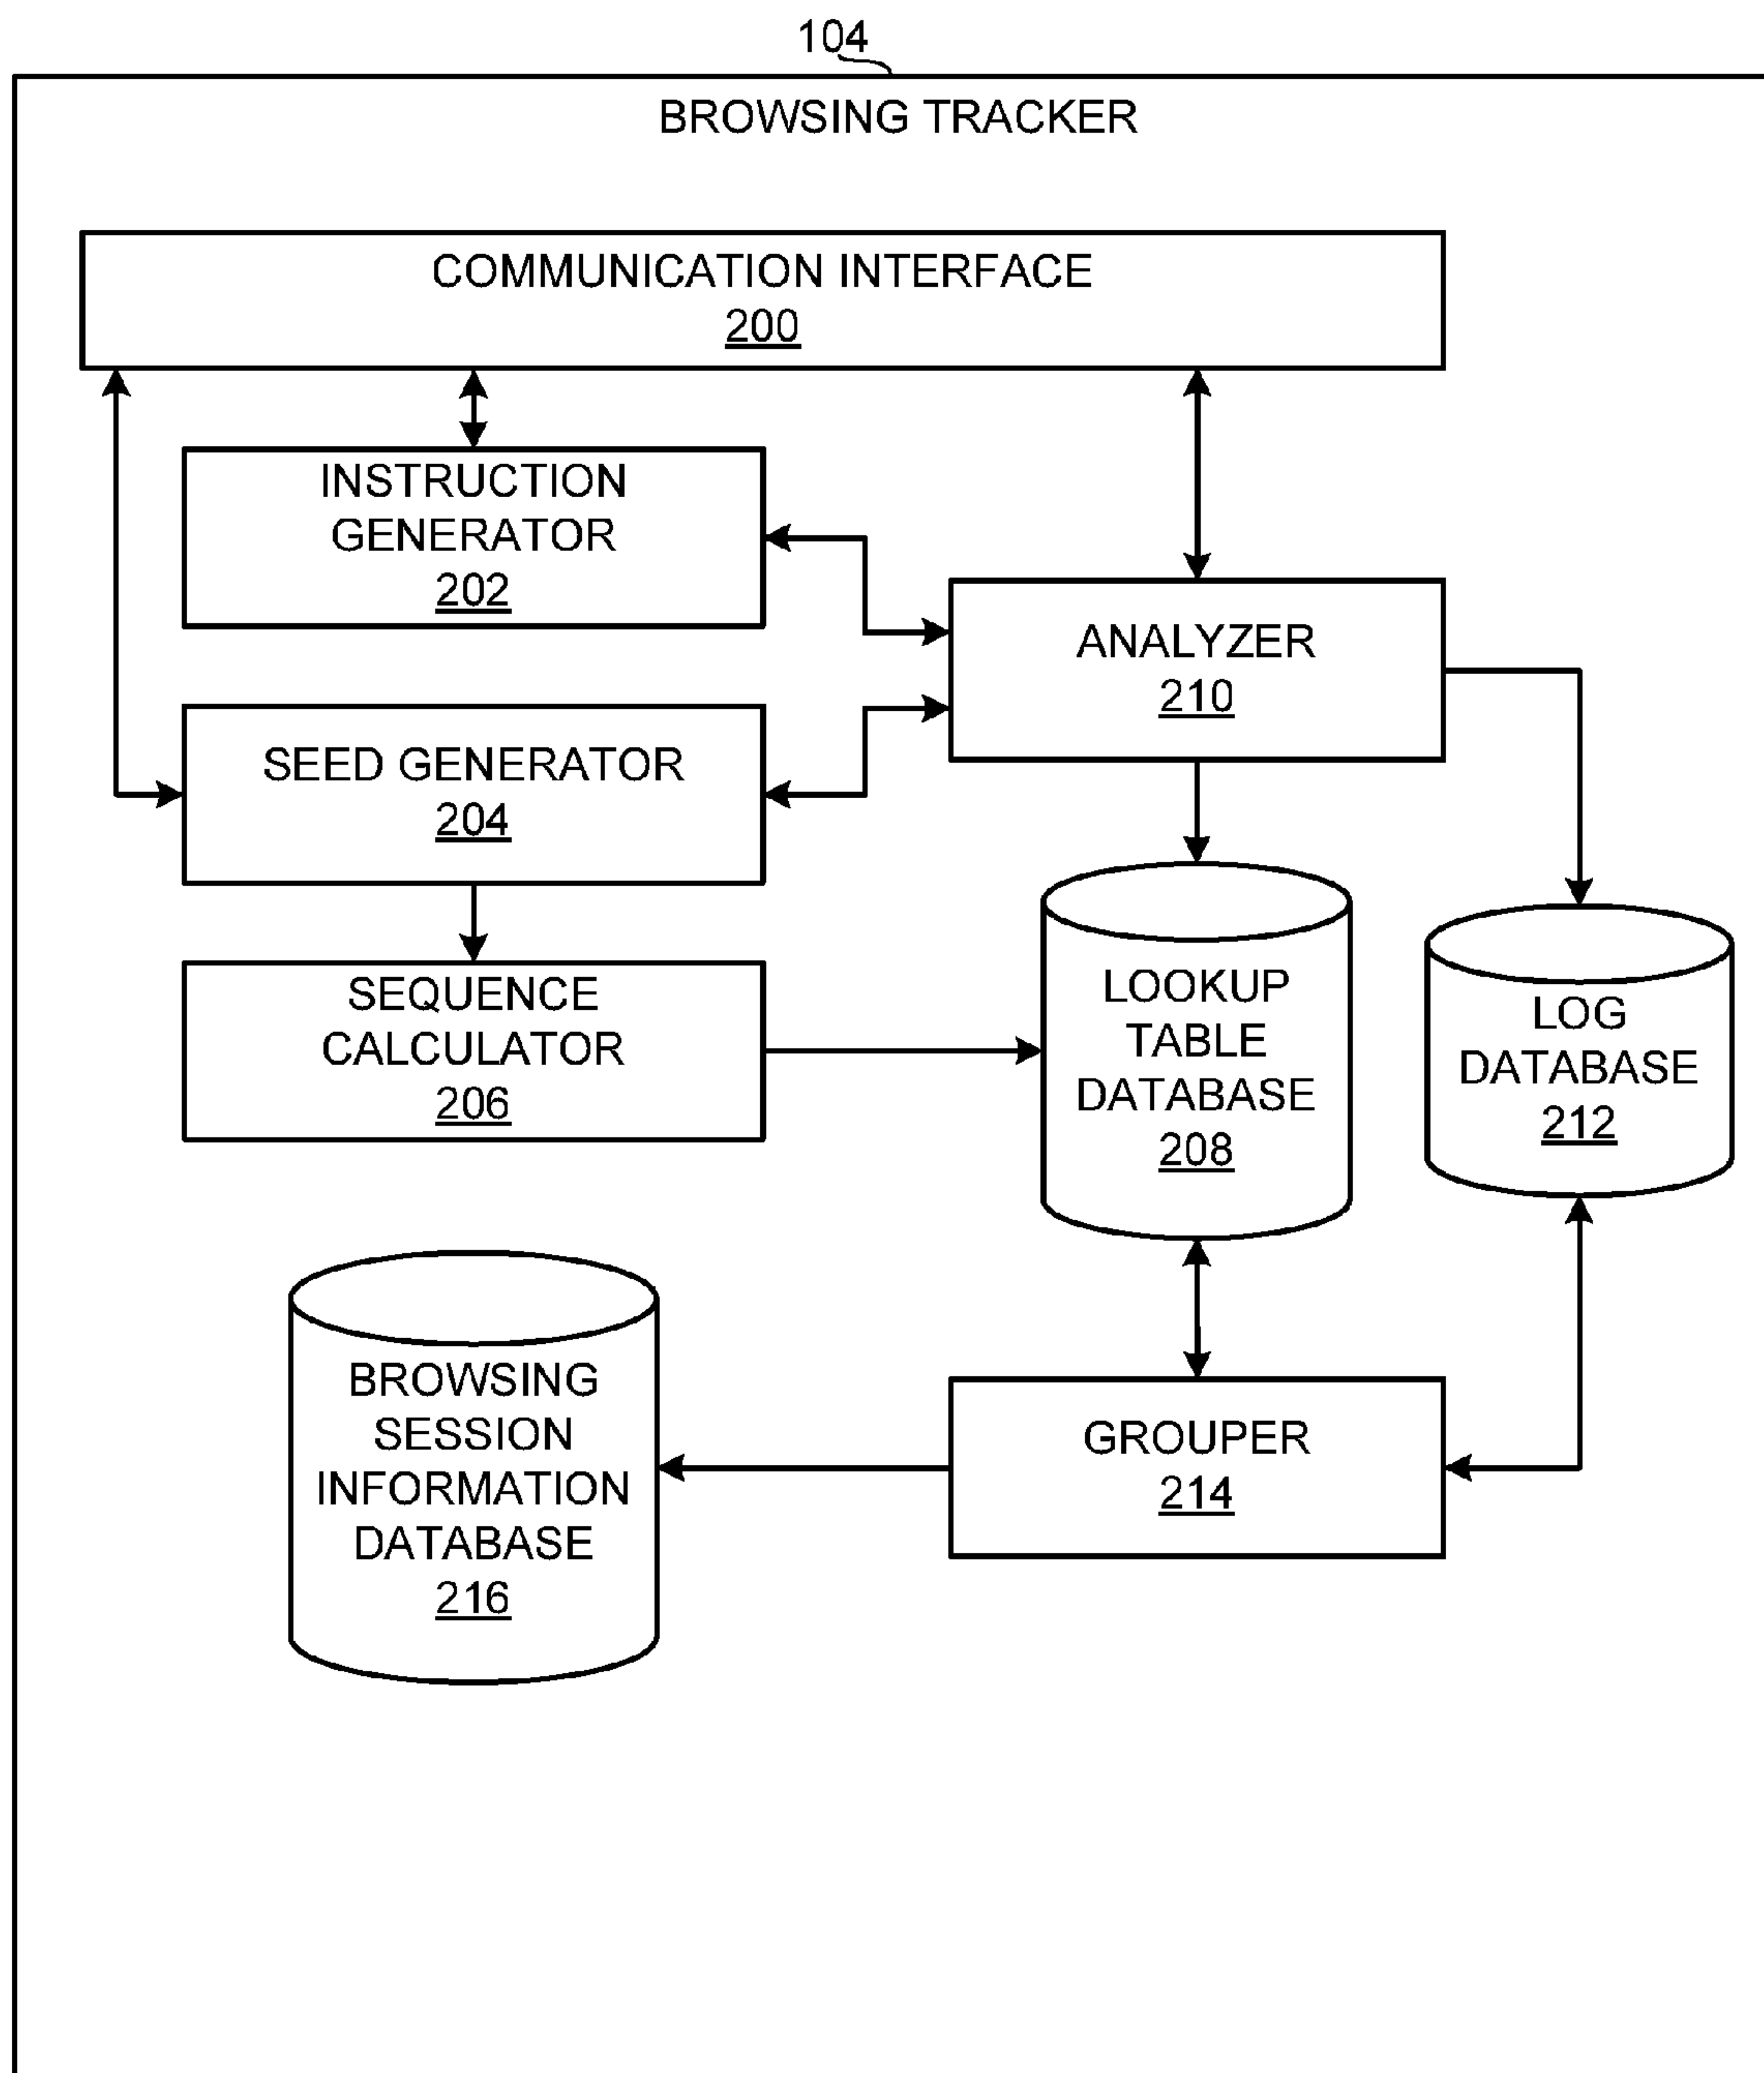 104
BROWSING TRACKER
COMMUNICATION INTERFACE
200
INSTRUCTION
GENERATOR
202
ANALYZER
210
SEED GENERATOR
204
SEQUENCE
CALCULATOR
206
LOOKUP
TABLE
DATABASE
208
LOG
DATABASE
212
BROWSING
SESSION
INFORMATION
DATABASE
216
GROUPER
214